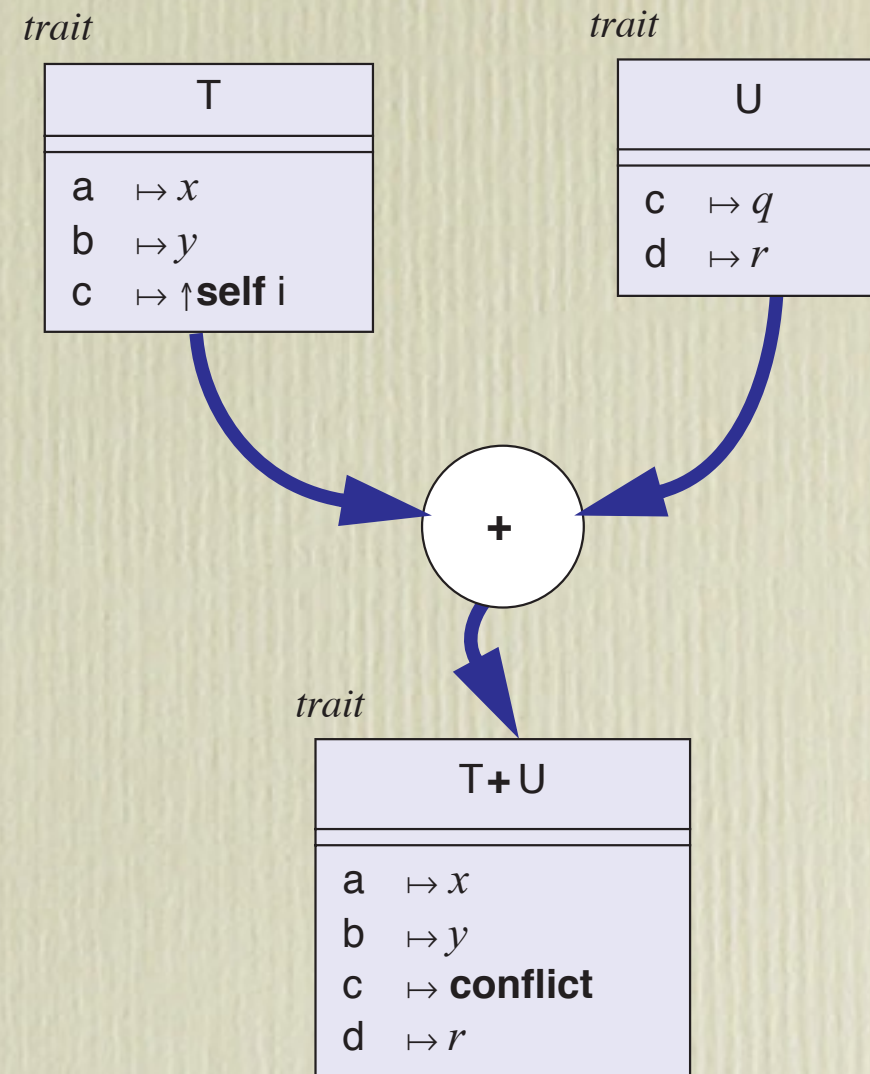 trait
T
a ↦ x
b ↦ y
c ↦ ↑self i
trait
U
c ↦ q
d ↦ r
+
trait
T+U
a ↦ x
b ↦ y
c ↦ conflict
d ↦ r